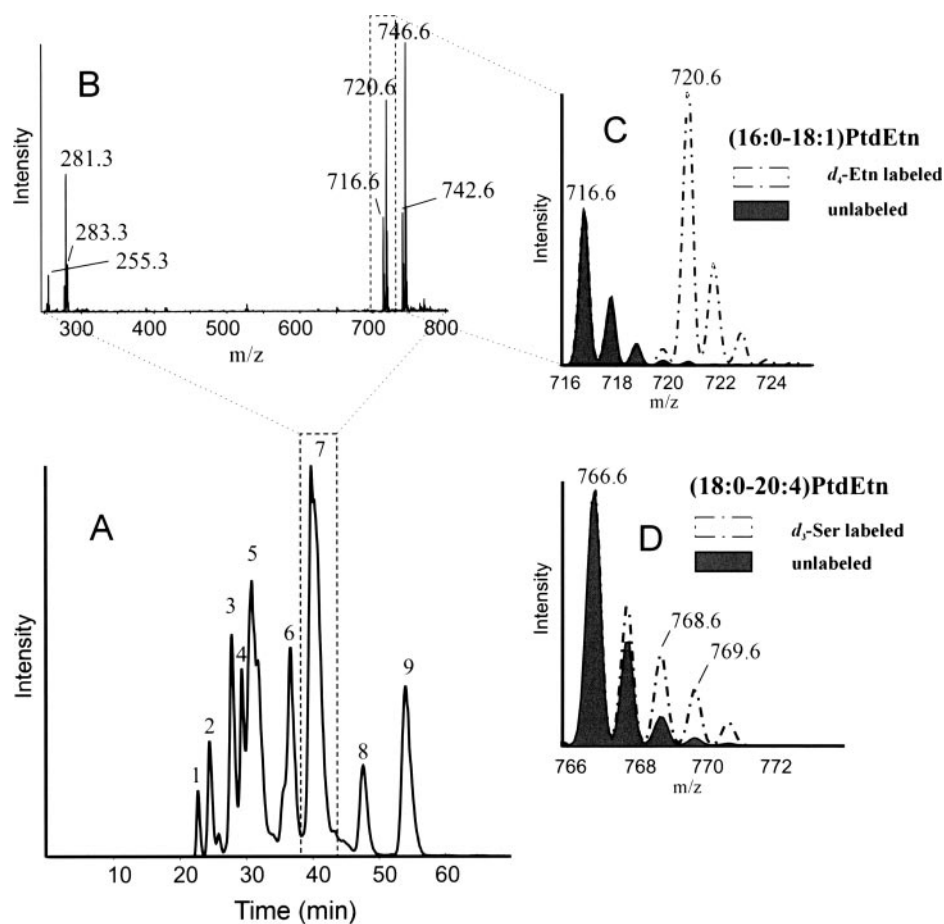 B
Intensity
746.6
720.6
716.6
742.6
281.3
283.3
255.3
300 400 500 600 700 800
m/z
C
Intensity
720.6
716.6
(16:0-18:1)PtdEtn
d4-Etn labeled
unlabeled
716 718 720 722 724
m/z
A
Intensity
1
2
3
4
5
6
7
8
9
10 20 30 40 50 60
Time (min)
D
Intensity
766.6
(18:0-20:4)PtdEtn
d3-Ser labeled
unlabeled
768.6
769.6
766 768 770 772
m/z